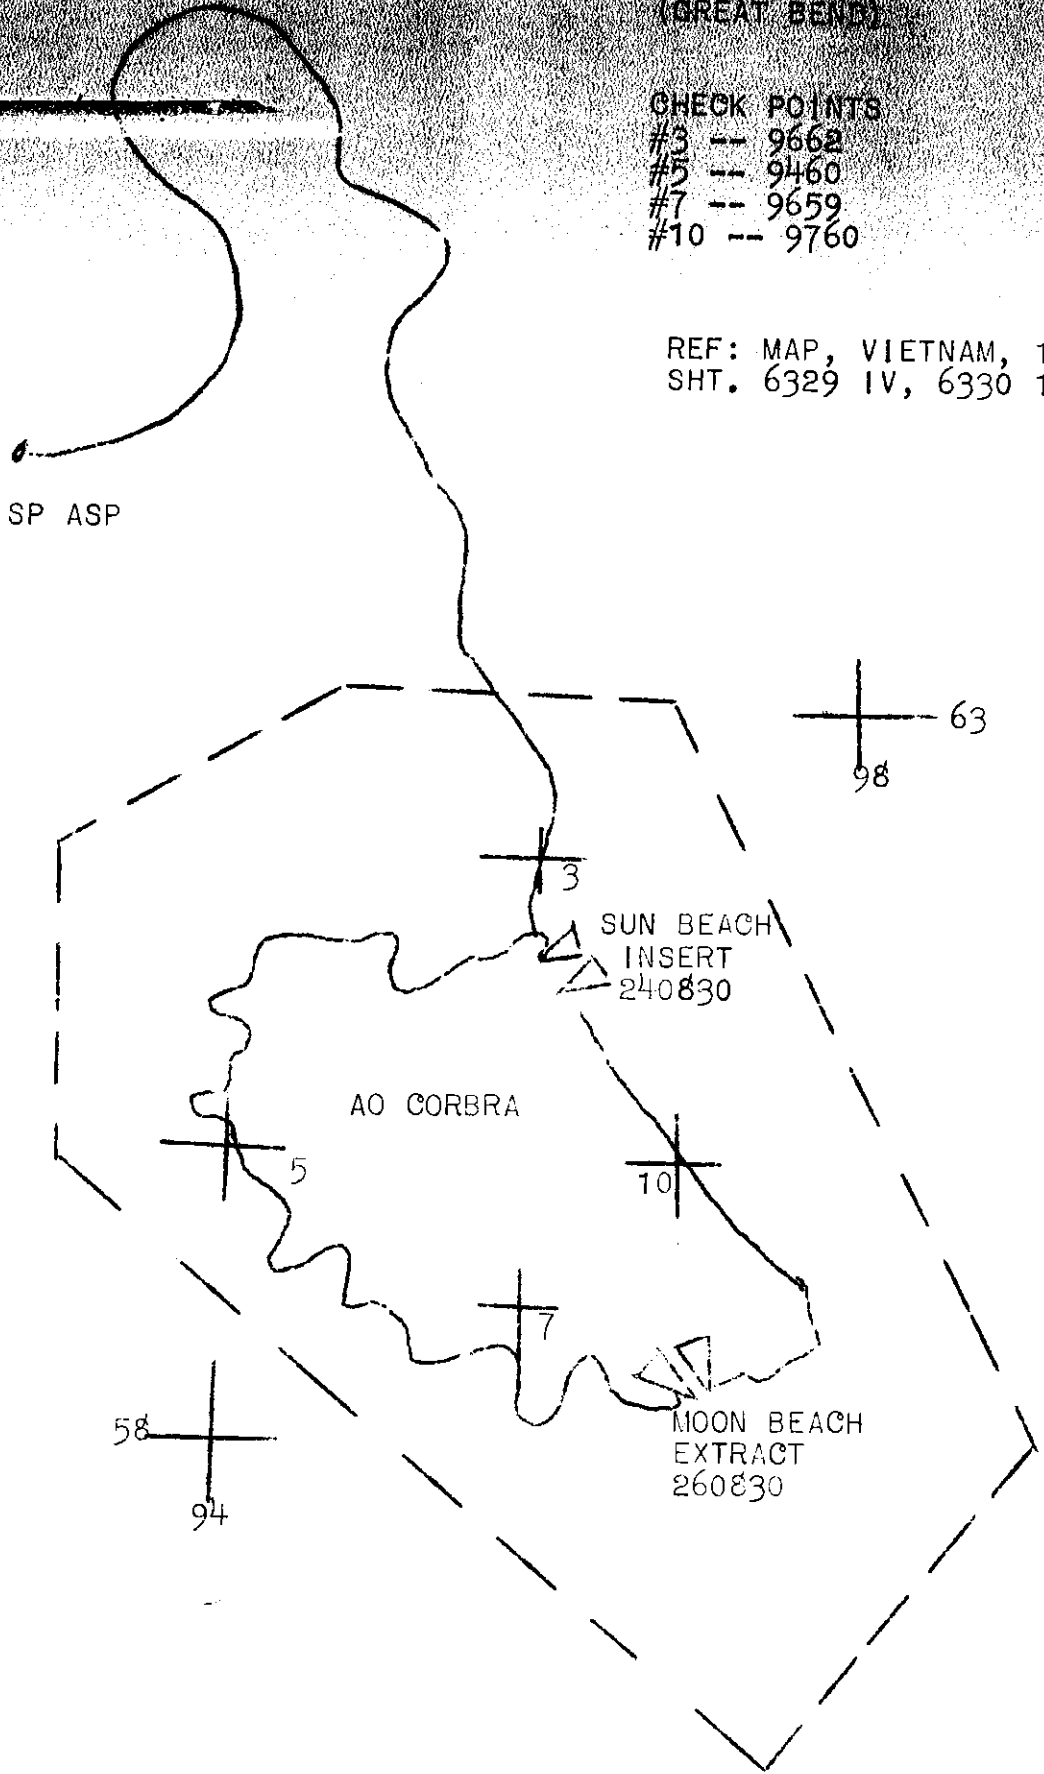 (GREAT BEND)
CHECK POINTS
#3 -- 9662
#5 -- 9460
#7 -- 9659
#10 -- 9760
REF: MAP, VIETNAM, 1
SHT. 6329 IV, 6330 1
SP ASP
63
98
3
SUN BEACH
INSERT
240830
AO CORBRA
5
10
7
58
94
MOON BEACH
EXTRACT
260830